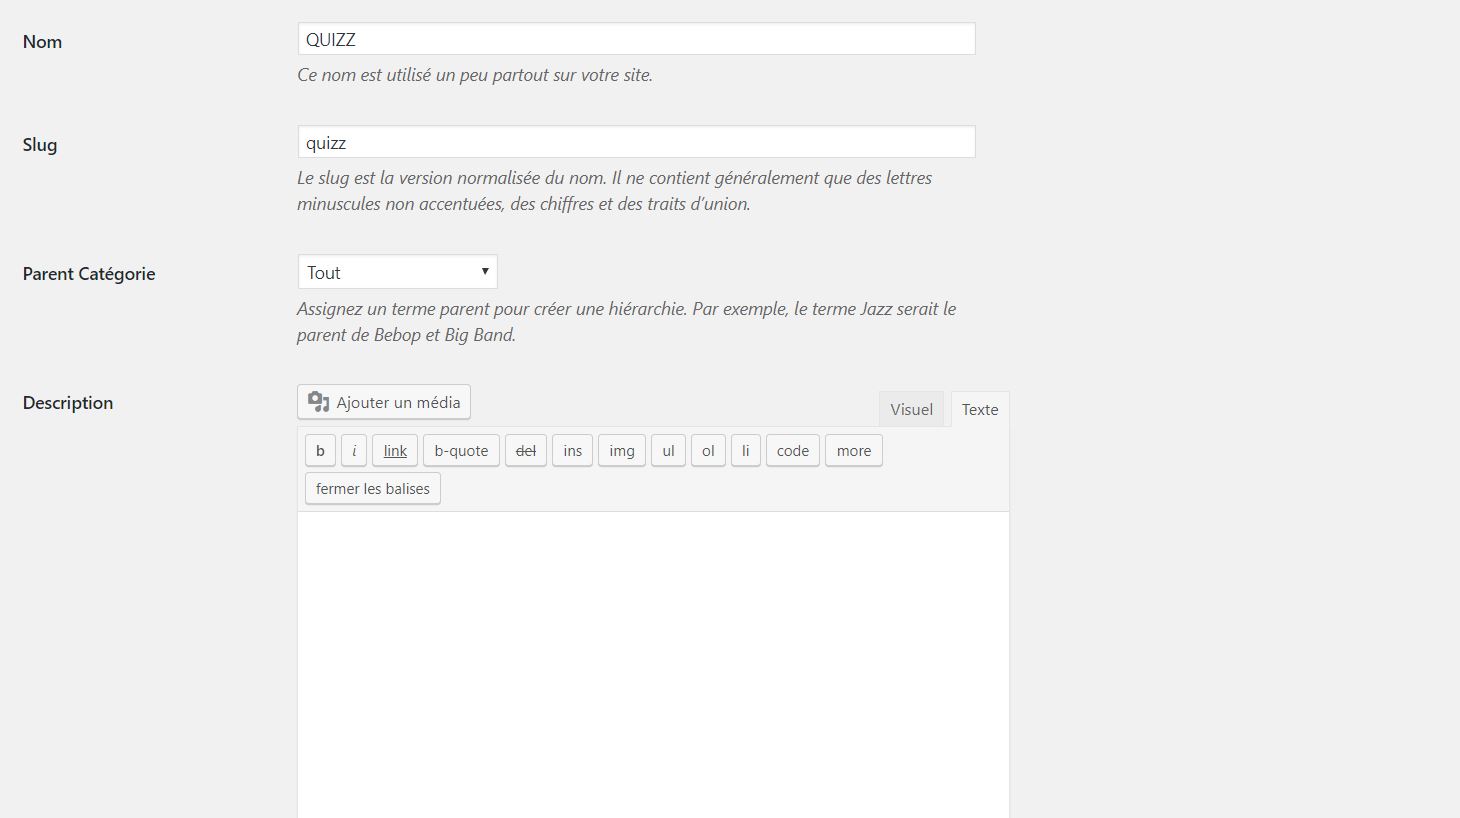 Nom
QUIZZ
Ce nom est utilisé un peu partout sur votre site.
Slug
quizz
Le slug est la version normalisée du nom. Il ne contient généralement que des lettres
minuscules non accentuées, des chiffres et des traits d’union.
Parent Catégorie
Tout
Assignez un terme parent pour créer une hiérarchie. Par exemple, le terme Jazz serait le
parent de Bebop et Big Band.
Description
Ajouter un média
Visuel Texte
b i link b-quote del ins img ul ol li code more
fermer les balises